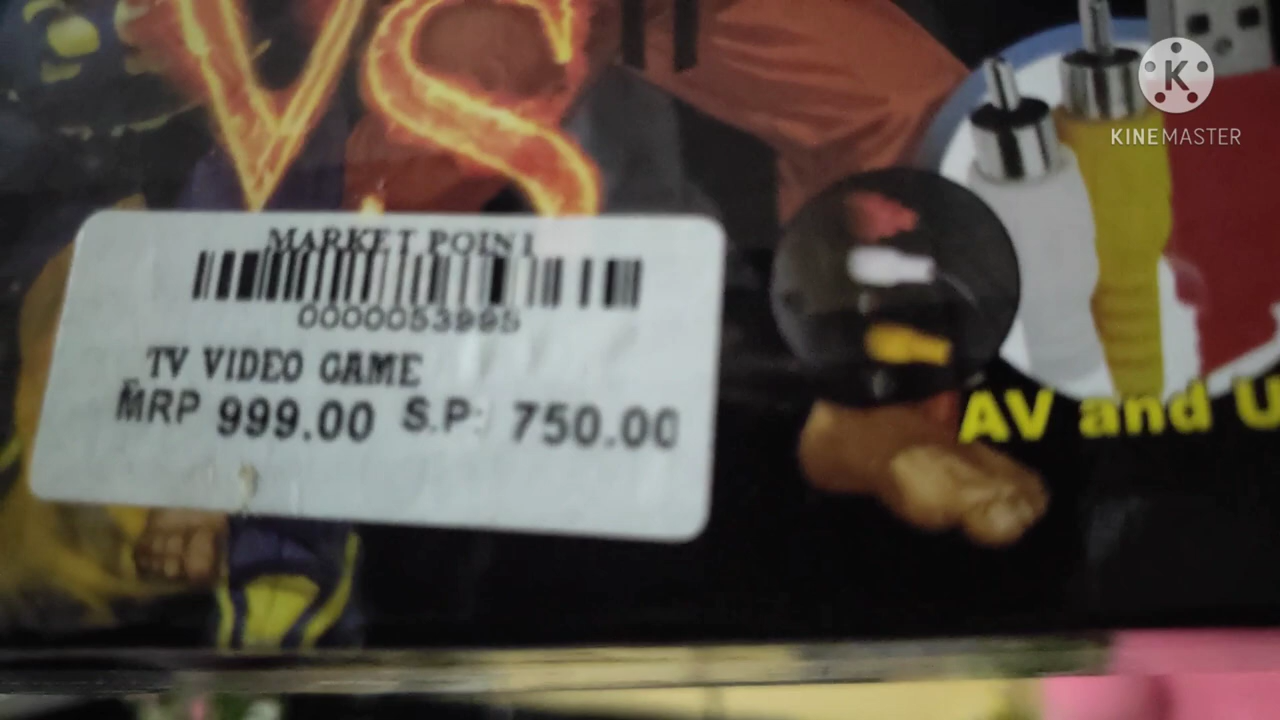 VS
KINEMASTER
MARKET POINT
0000053995
TV VIDEO GAME
MRP 999.00 S.P: 750.00
AV and U